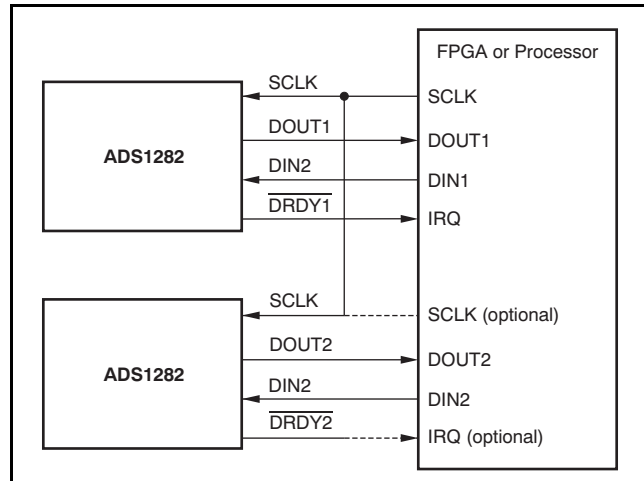 FPGA or Processor
SCLK
SCLK
DOUT1
DOUT1
ADS1282
DIN2
DIN1
DRDY1
IRQ
SCLK
SCLK (optional)
DOUT2
DOUT2
ADS1282
DIN2
DIN2
DRDY2
IRQ (optional)